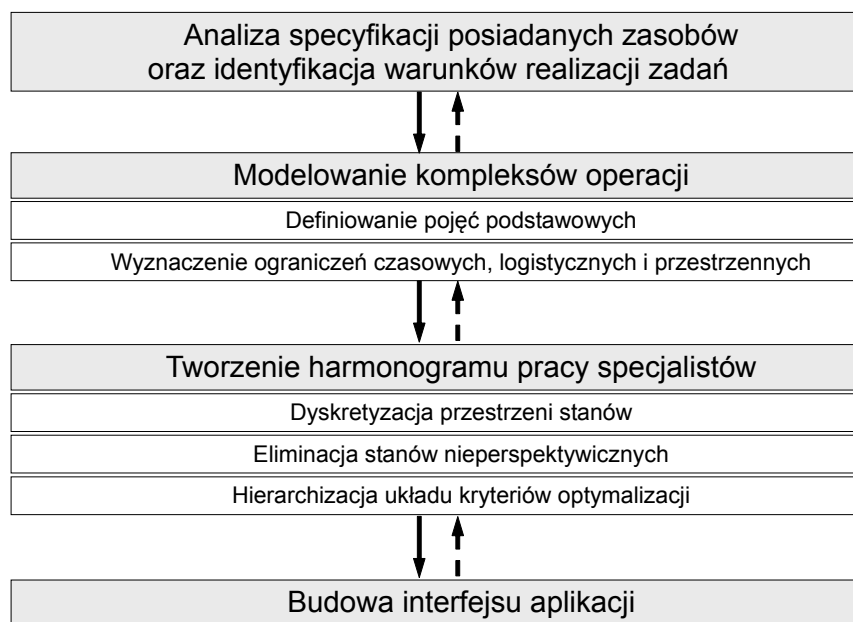 Analiza specyfikacji posiadanych zasobów
oraz identyfikacja warunków realizacji zadań
Modelowanie kompleksów operacji
Definiowanie pojęć podstawowych
Wyznaczenie ograniczeń czasowych, logistycznych i przestrzennych
Tworzenie harmonogramu pracy specjalistów
Dyskretyzacja przestrzeni stanów
Eliminacja stanów nieperspektywicznych
Hierarchizacja układu kryteriów optymalizacji
Budowa interfejsu aplikacji